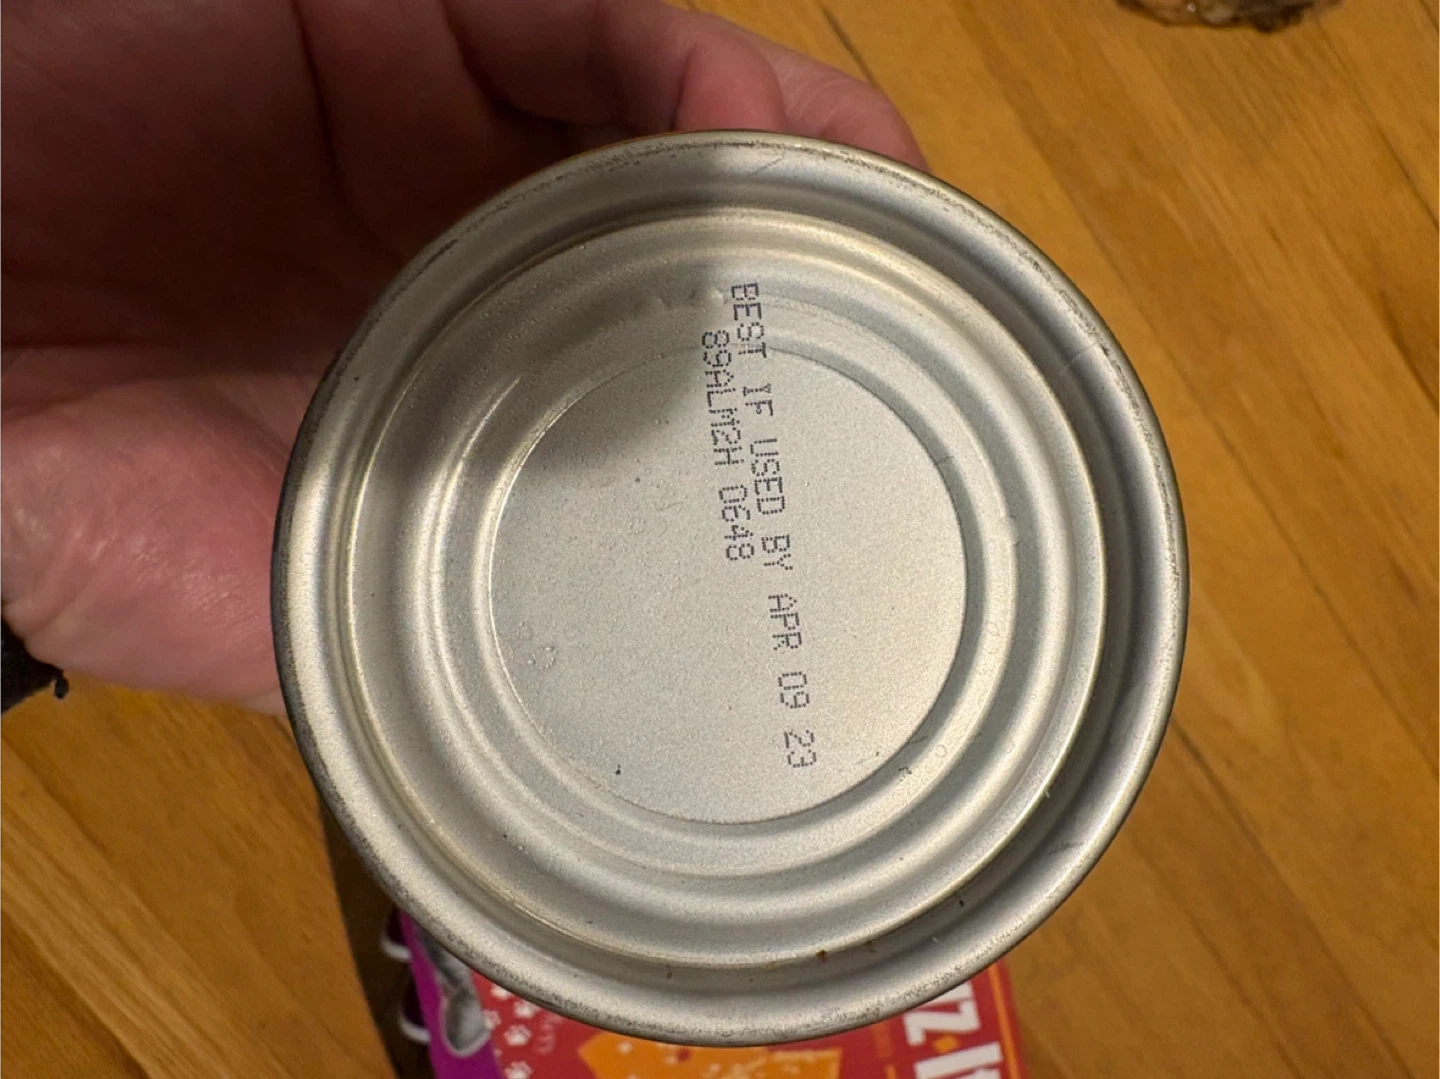 BEST IF USED BY APR 09 23
89ALM2H 0648